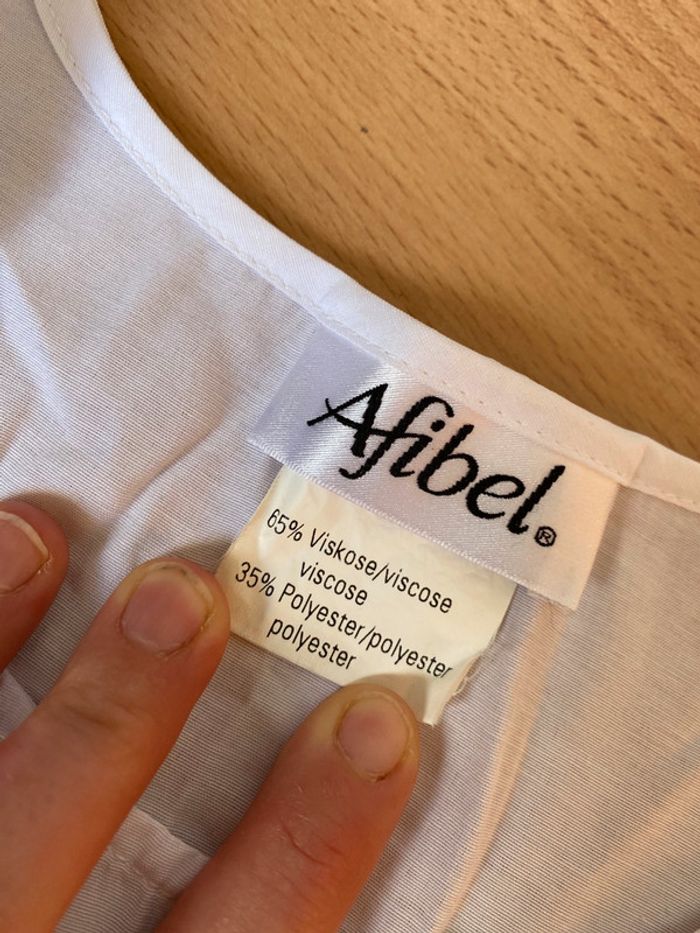 Afibel®
65% Viskose/viscose
viscose
35% Polyester/polyester
polyester